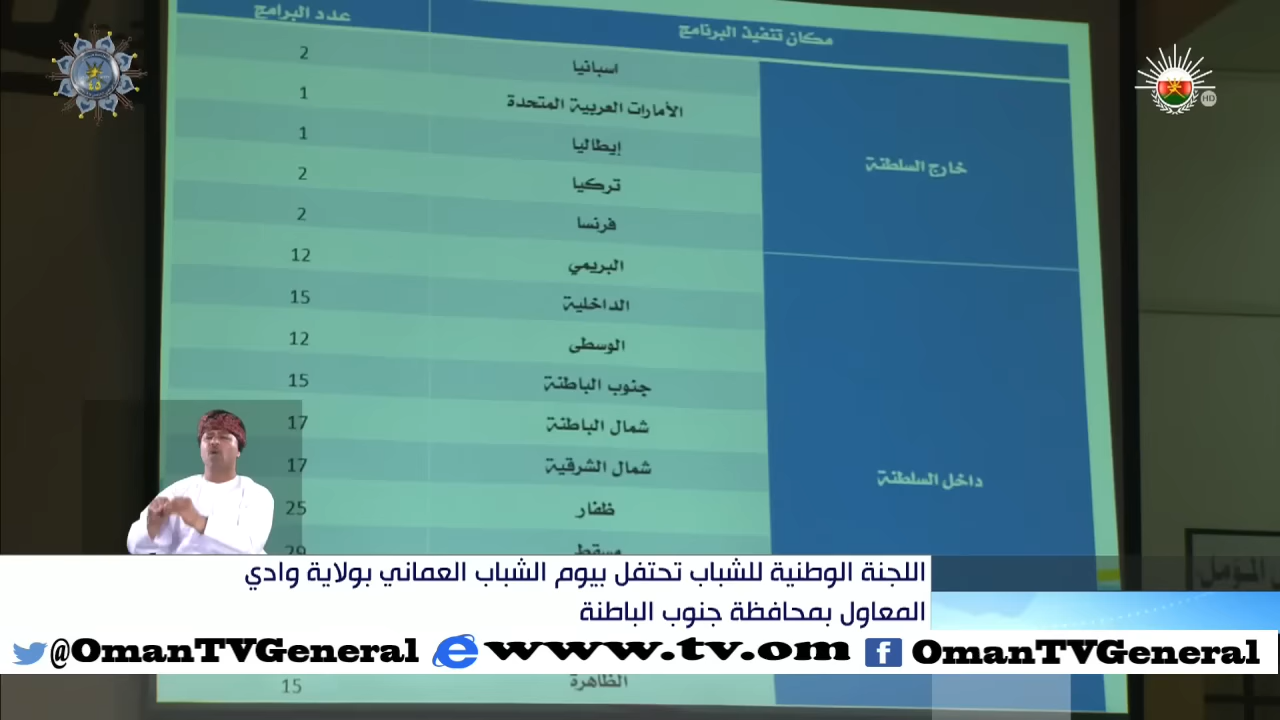 مكان تنفيذ البرنامج عدد البرامج
خارج السلطنة
اسبانيا 2
الأمارات العربية المتحدة 1
إيطاليا 1
تركيا 2
فرنسا 2
داخل السلطنة
البريمي 12
الداخلية 15
الوسطى 12
جنوب الباطنة 15
شمال الباطنة 17
شمال الشرقية 17
ظفار 25
مسقط 29
الظاهرة 15
HD
اللجنة الوطنية للشباب تحتفل بيوم الشباب العماني بولاية وادي
المعاول بمحافظة جنوب الباطنة
@OmanTVGeneral www.tv.om OmanTVGeneral